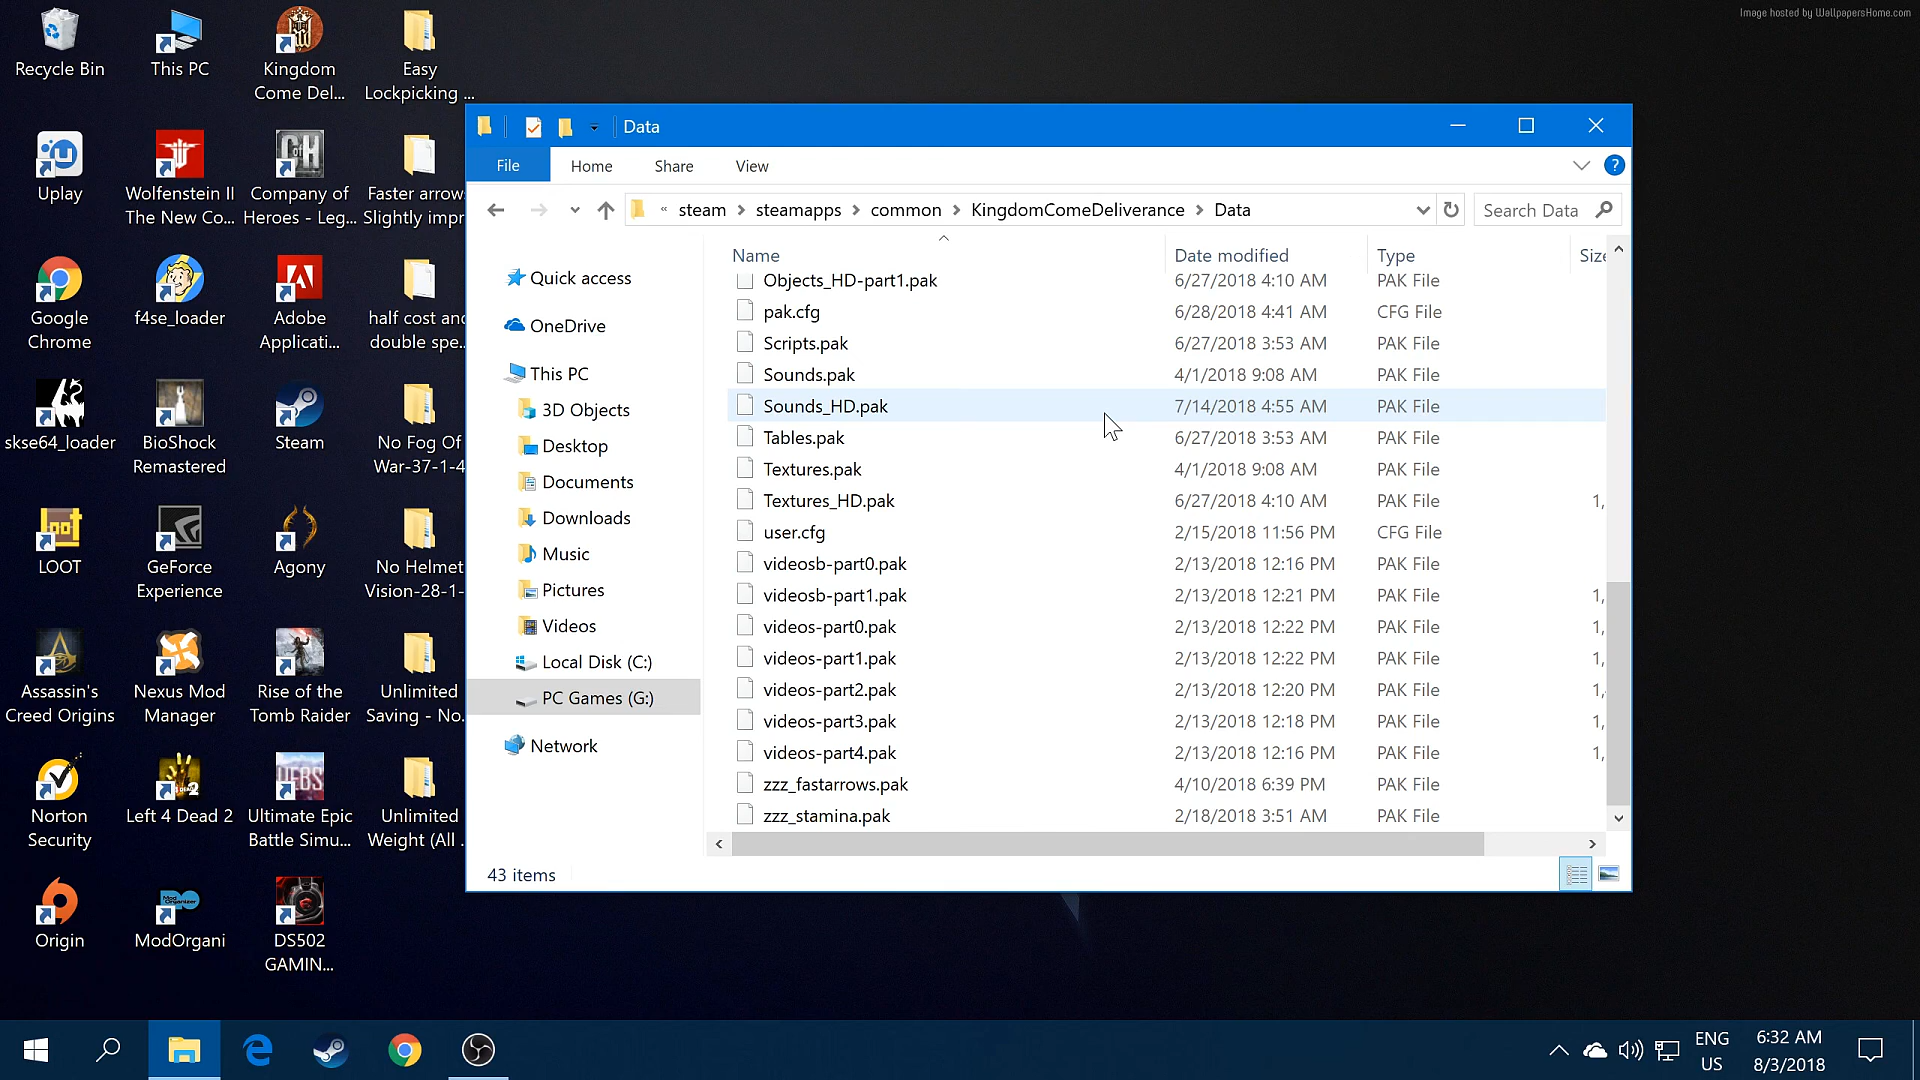 Image hosted by WallpapersHome.com
Recycle Bin
This PC
Kingdom
Come Del...
Easy
Lockpicking ...
Uplay
Wolfenstein II
The New Co...
Company of
Heroes - Leg...
Faster arrows
Slightly impr
Google
Chrome
f4se_loader
Adobe
Applicati...
half cost and
double spe..
skse64_loader
BioShock
Remastered
Steam
No Fog Of
War-37-1-4
LOOT
GeForce
Experience
Agony
No Helmet
Vision-28-1-
Assassin's
Creed Origins
Nexus Mod
Manager
Rise of the
Tomb Raider
Unlimited
Saving - No.
Norton
Security
Left 4 Dead 2
Ultimate Epic
Battle Simu...
Unlimited
Weight (All .
Origin
ModOrgani
DS502
GAMIN...
Data
File
Home
Share
View
« steam > steamapps > common > KingdomComeDeliverance > Data
Search Data
Quick access
OneDrive
This PC
3D Objects
Desktop
Documents
Downloads
Music
Pictures
Videos
Local Disk (C:)
PC Games (G:)
Network
Name Date modified Type Size
Objects_HD-part1.pak 6/27/2018 4:10 AM PAK File
pak.cfg 6/28/2018 4:41 AM CFG File
Scripts.pak 6/27/2018 3:53 AM PAK File
Sounds.pak 4/1/2018 9:08 AM PAK File
Sounds_HD.pak 7/14/2018 4:55 AM PAK File
Tables.pak 6/27/2018 3:53 AM PAK File
Textures.pak 4/1/2018 9:08 AM PAK File
Textures_HD.pak 6/27/2018 4:10 AM PAK File 1,
user.cfg 2/15/2018 11:56 PM CFG File
videosb-part0.pak 2/13/2018 12:16 PM PAK File
videosb-part1.pak 2/13/2018 12:21 PM PAK File 1,
videos-part0.pak 2/13/2018 12:22 PM PAK File 1,
videos-part1.pak 2/13/2018 12:22 PM PAK File 1,
videos-part2.pak 2/13/2018 12:20 PM PAK File 1,
videos-part3.pak 2/13/2018 12:18 PM PAK File 1,
videos-part4.pak 2/13/2018 12:16 PM PAK File 1,
zzz_fastarrows.pak 4/10/2018 6:39 PM PAK File
zzz_stamina.pak 2/18/2018 3:51 AM PAK File
43 items
ENG
US
6:32 AM
8/3/2018